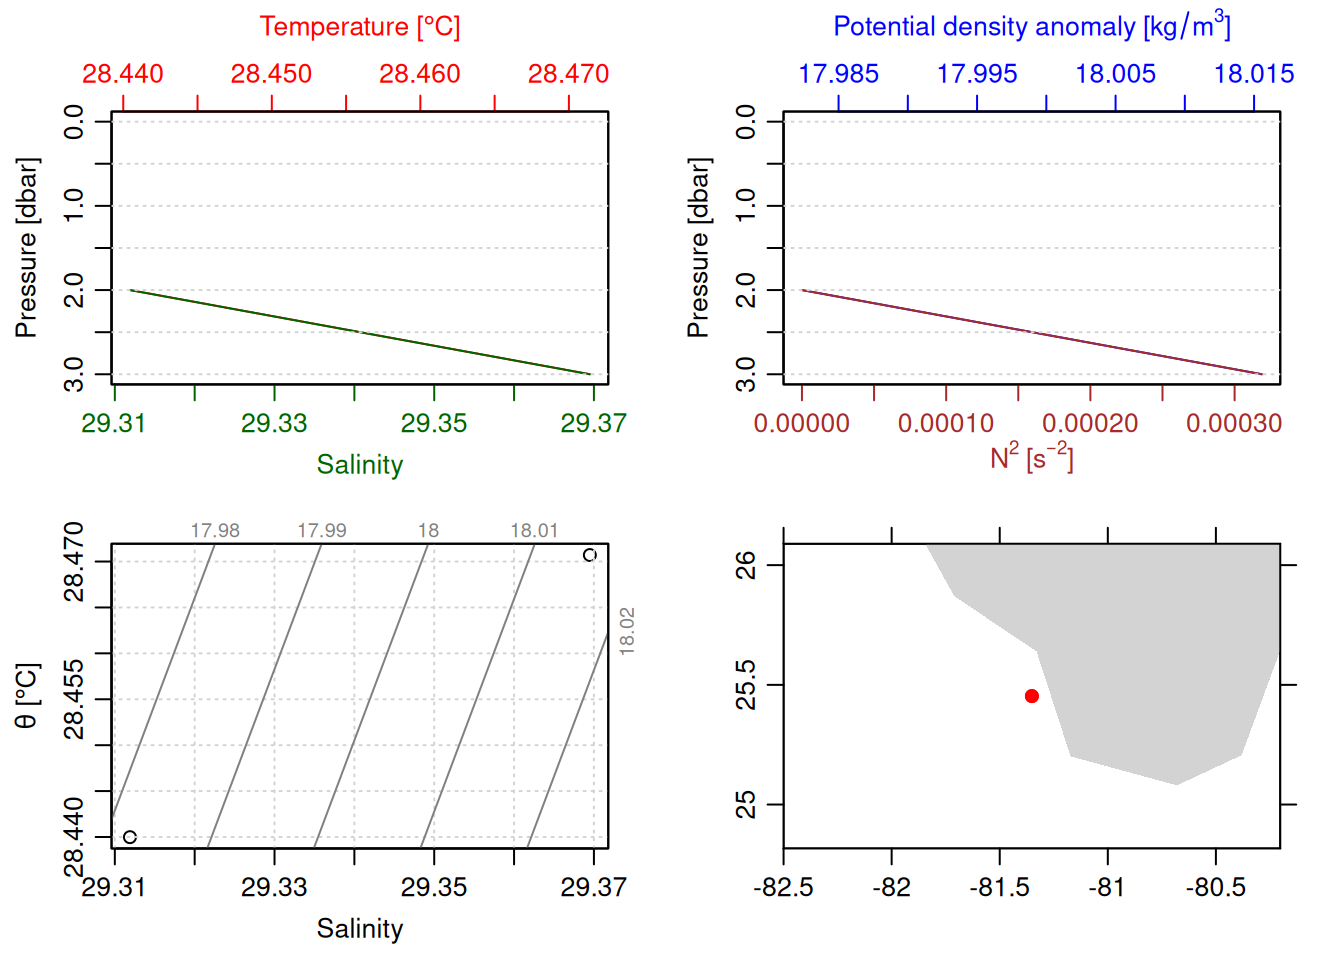 Temperature [°C]
28.440 28.450 28.460 28.470
Pressure [dbar]
0.0 1.0 2.0 3.0
29.31 29.33 29.35 29.37
Salinity
Potential density anomaly [kg/m³]
17.985 17.995 18.005 18.015
Pressure [dbar]
0.0 1.0 2.0 3.0
0.00000 0.00010 0.00020 0.00030
N² [s⁻²]
17.98 17.99 18 18.01
18.02
θ [°C]
28.440 28.455 28.470
29.31 29.33 29.35 29.37
Salinity
26
25.5
25
-82.5 -82 -81.5 -81 -80.5